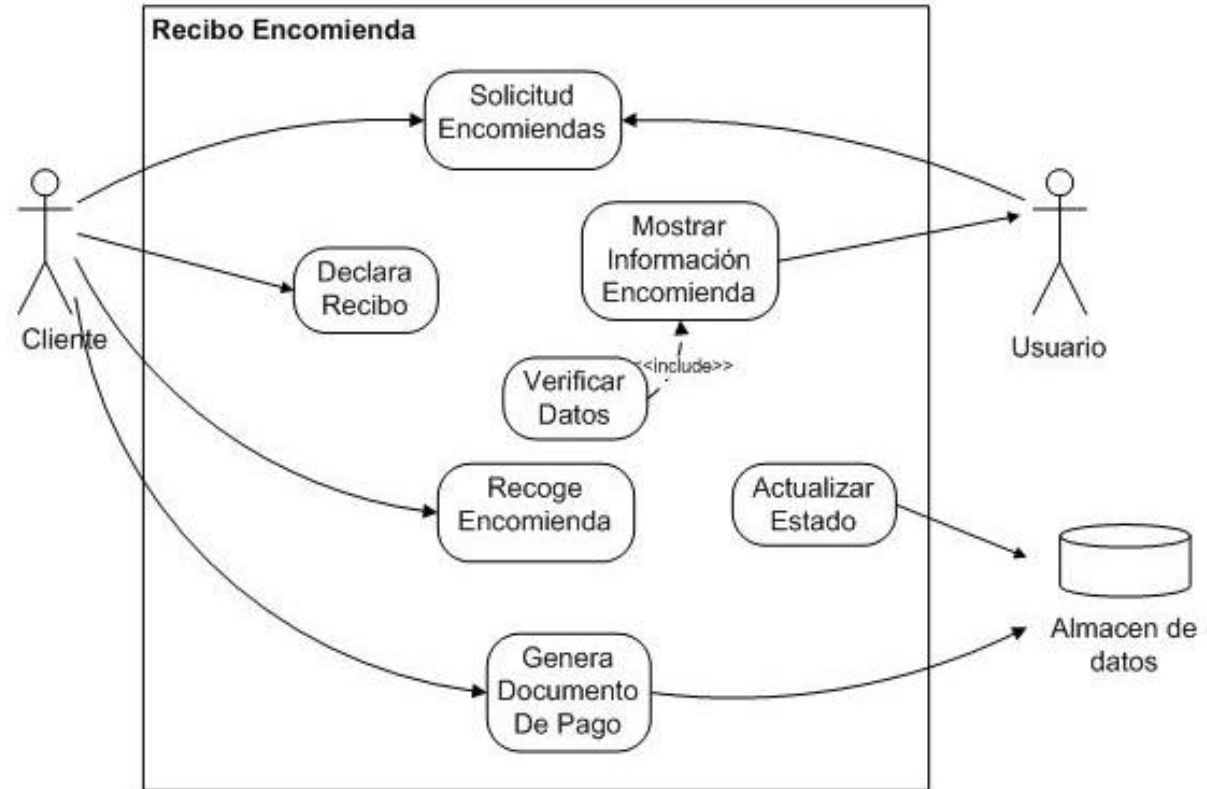 Recibo Encomienda
Solicitud
Encomiendas
Mostrar
Información
Encomienda
Declara
Recibo
Cliente
Usuario
<<include>>
Verificar
Datos
Recoge
Encomienda
Actualizar
Estado
Almacen de
datos
Genera
Documento
De Pago